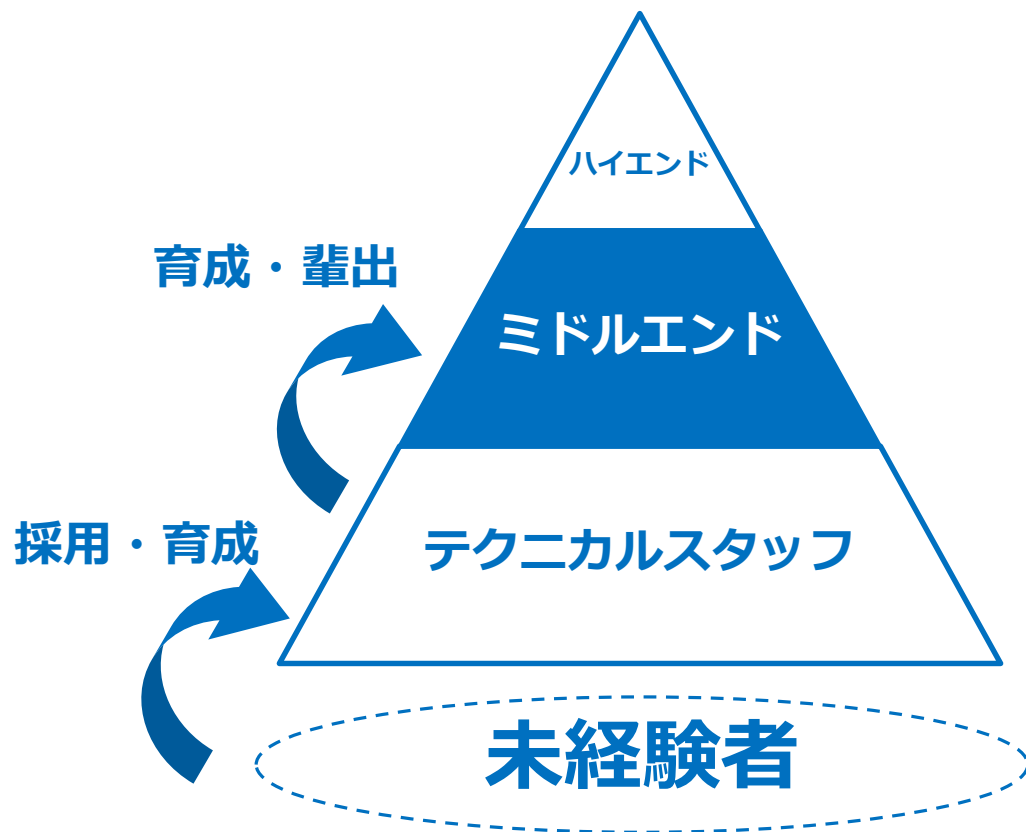 ハイエンド
育成・輩出
ミドルエンド
採用・育成
テクニカルスタッフ
未経験者